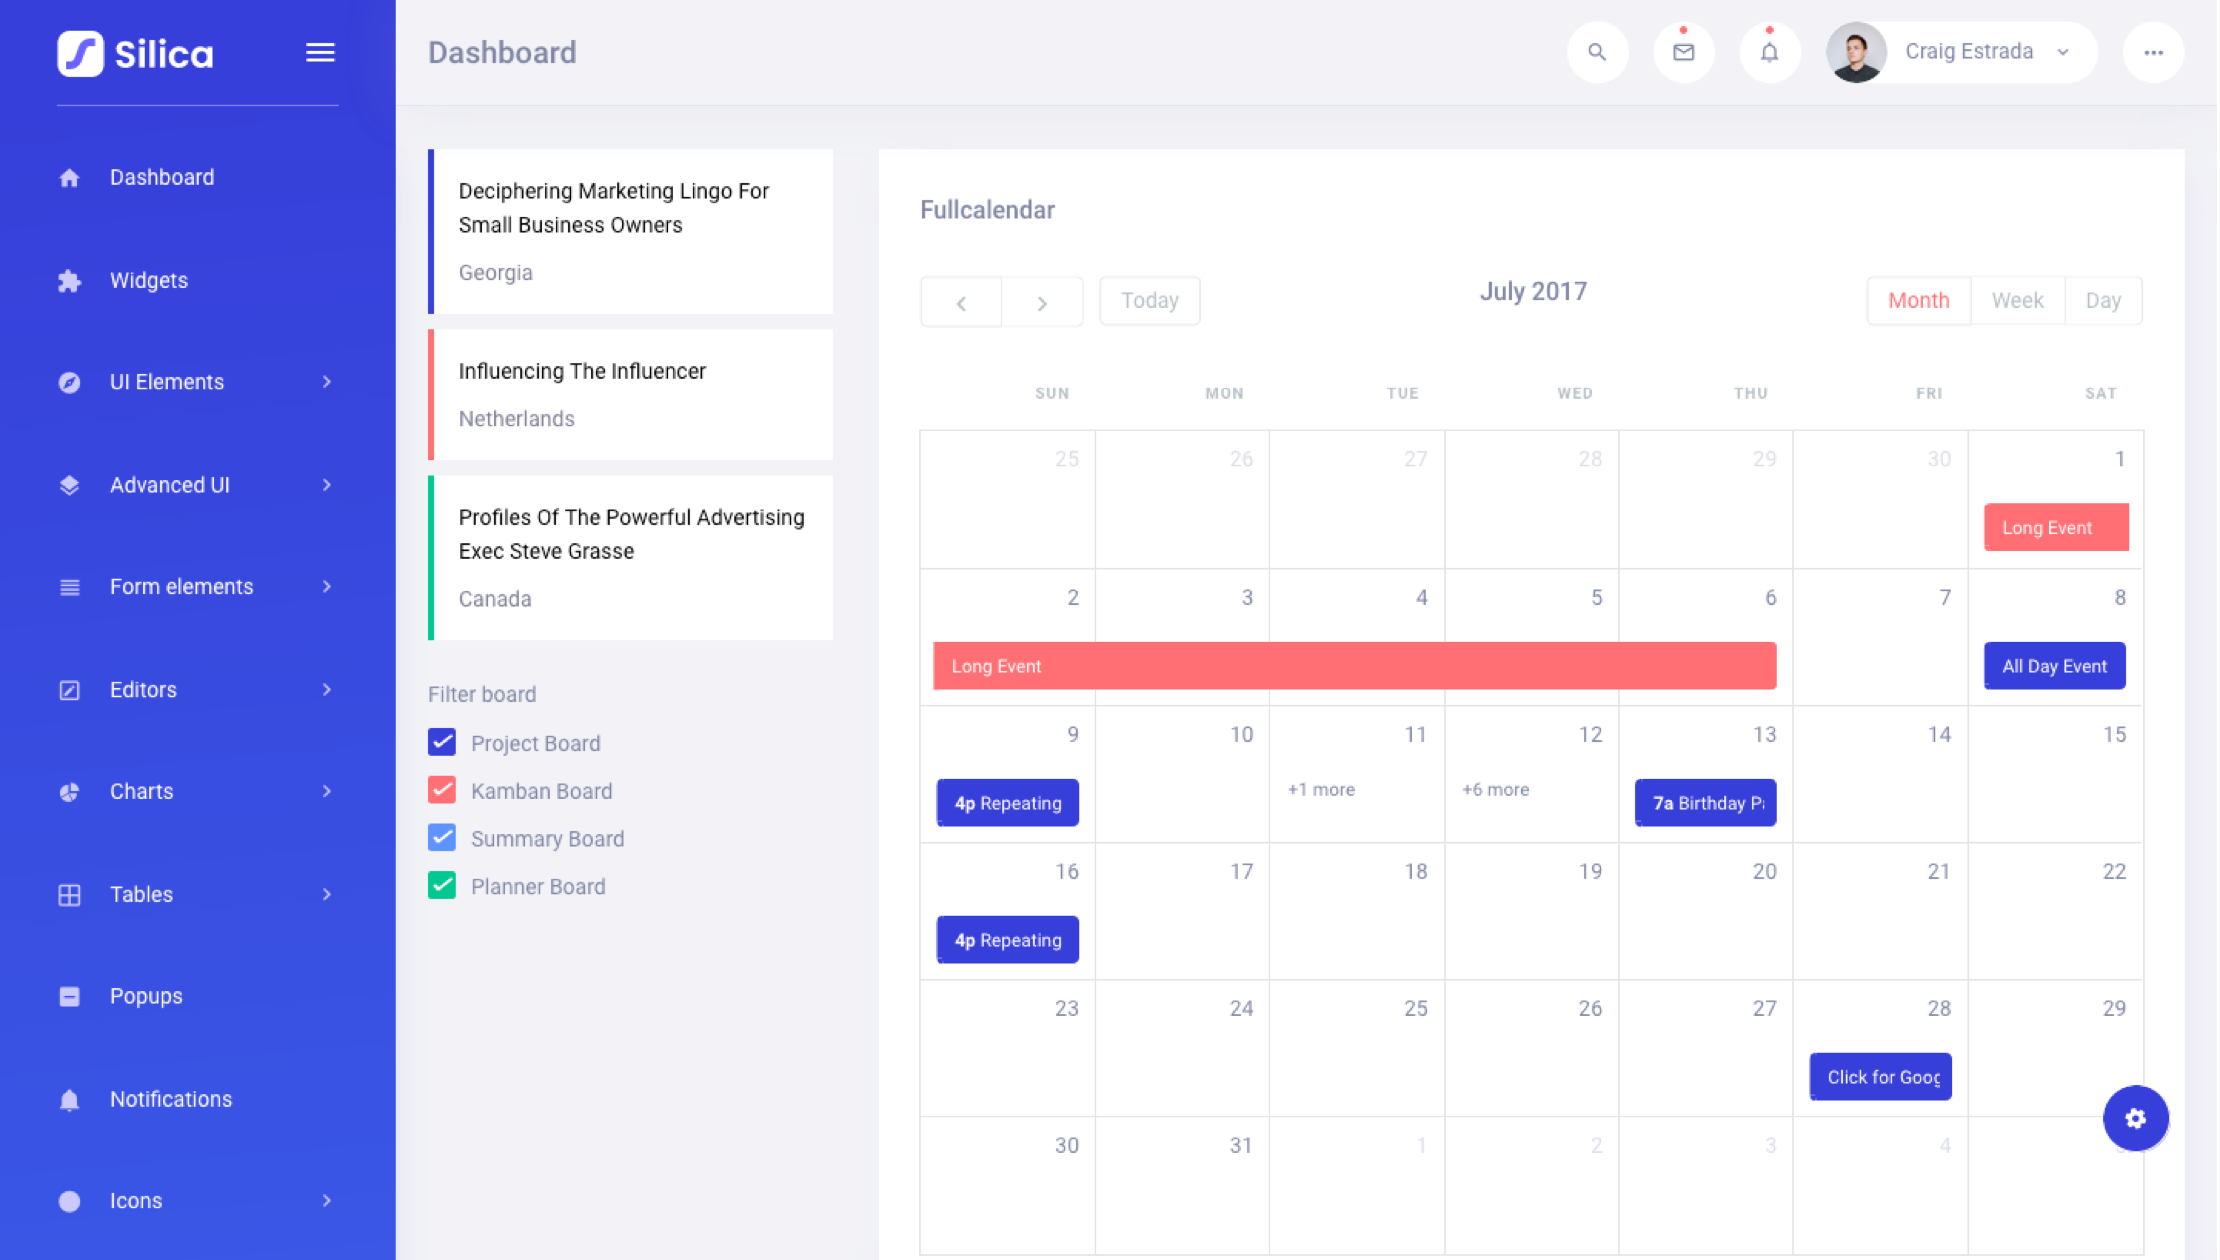 Silica
Dashboard
Craig Estrada
Dashboard
Widgets
UI Elements
Advanced UI
Form elements
Editors
Charts
Tables
Popups
Notifications
Icons
Deciphering Marketing Lingo For
Small Business Owners
Georgia
Influencing The Influencer
Netherlands
Profiles Of The Powerful Advertising
Exec Steve Grasse
Canada
Filter board
Project Board
Kamban Board
Summary Board
Planner Board
Fullcalendar
Today
July 2017
Month Week Day
SUN MON TUE WED THU FRI SAT
25 26 27 28 29 30 1
Long Event
2 3 4 5 6 7 8
Long Event All Day Event
9 10 11 12 13 14 15
4p Repeating +1 more +6 more 7a Birthday
16 17 18 19 20 21 22
4p Repeating
23 24 25 26 27 28 29
Click for Goog
30 31 1 2 3 4